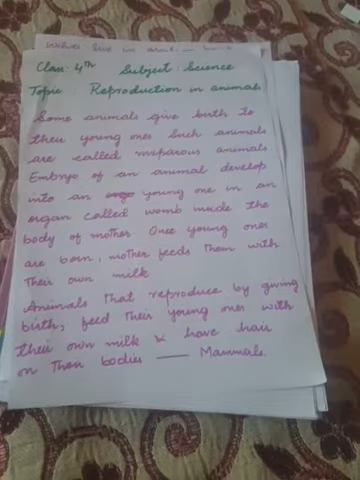 Wolves live in
Class: 4th Subject: Science
Topic: Reproduction in animals
Some animals give birth to
their young ones Such animals
are called viviparous animals
Embryo of an animal develop
into an young one in an
organ called womb inside the
body of mother Once young ones
are born, mother feeds them with
their own milk
Animals that reproduce by giving
birth, feed their young ones with
their own milk & have hair
on their bodies — Mammals.